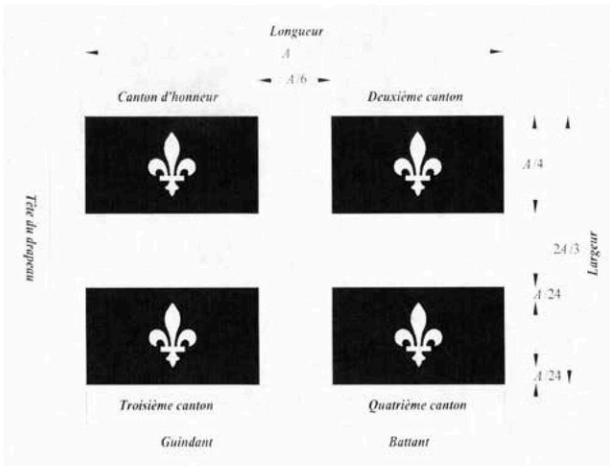 Longueur
A
A/6
Canton d'honneur
Deuxième canton
A/4
Tête du drapeau
2A/3
Largeur
A/24
A/24
Troisième canton
Quatrième canton
Guindant
Battant